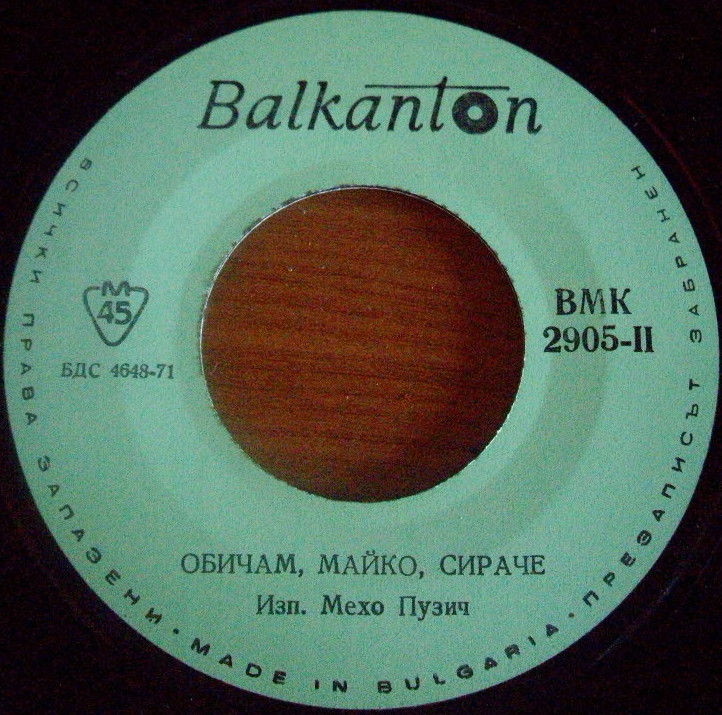 Balkanton
М
45
БДС 4648-71
ВМК
2905-II
ОБИЧАМ, МАЙКО, СИРАЧЕ
Изп. Мехо Пузич
ВСИЧКИ ПРАВА ЗАПАЗЕНИ • MADE IN BULGARIA • ПРЕЗАПИСЪТ ЗАБРАНЕН